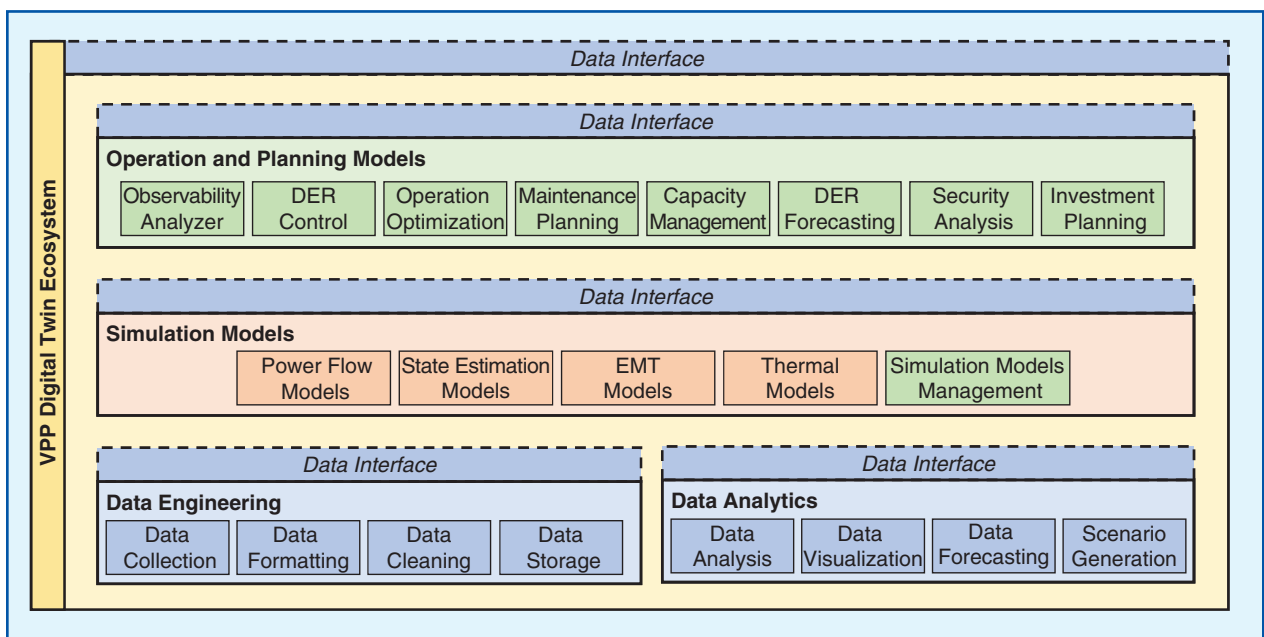 VPP Digital Twin Ecosystem
Data Interface
Data Interface
Operation and Planning Models
Observability
Analyzer
DER
Control
Operation
Optimization
Maintenance
Planning
Capacity
Management
DER
Forecasting
Security
Analysis
Investment
Planning
Data Interface
Simulation Models
Power Flow
Models
State Estimation
Models
EMT
Models
Thermal
Models
Simulation Models
Management
Data Interface
Data Engineering
Data
Collection
Data
Formatting
Data
Cleaning
Data
Storage
Data Interface
Data Analytics
Data
Analysis
Data
Visualization
Data
Forecasting
Scenario
Generation